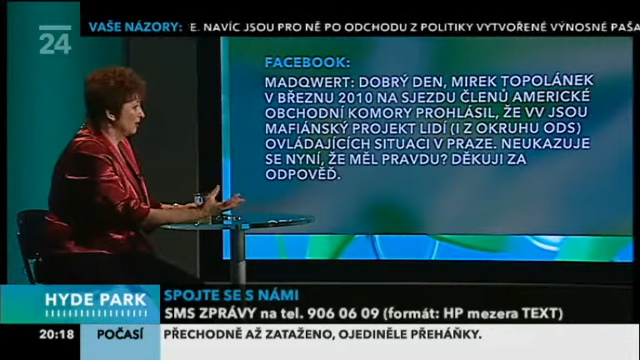 24
VAŠE NÁZORY: E. NAVÍC JSOU PRO NĚ PO ODCHODU Z POLITIKY VYTVOŘENÉ VÝNOSNÉ PAŠA
FACEBOOK:
MADQWERT: DOBRÝ DEN, MIREK TOPOLÁNEK
V BŘEZNU 2010 NA SJEZDU ČLENŮ AMERICKÉ
OBCHODNÍ KOMORY PROHLÁSIL, ŽE VV JSOU
MAFIÁNSKÝ PROJEKT LIDÍ (I Z OKRUHU ODS)
OVLÁDAJÍCÍCH SITUACI V PRAZE. NEUKAZUJE
SE NYNÍ, ŽE MĚL PRAVDU? DĚKUJI ZA
ODPOVĚĎ.
HYDE PARK
SPOJTE SE S NÁMI
SMS ZPRÁVY na tel. 906 06 09 (formát: HP mezera TEXT)
20:18 POČASÍ PŘECHODNĚ AŽ ZATAŽENO, OJEDINĚLE PŘEHÁŇKY.